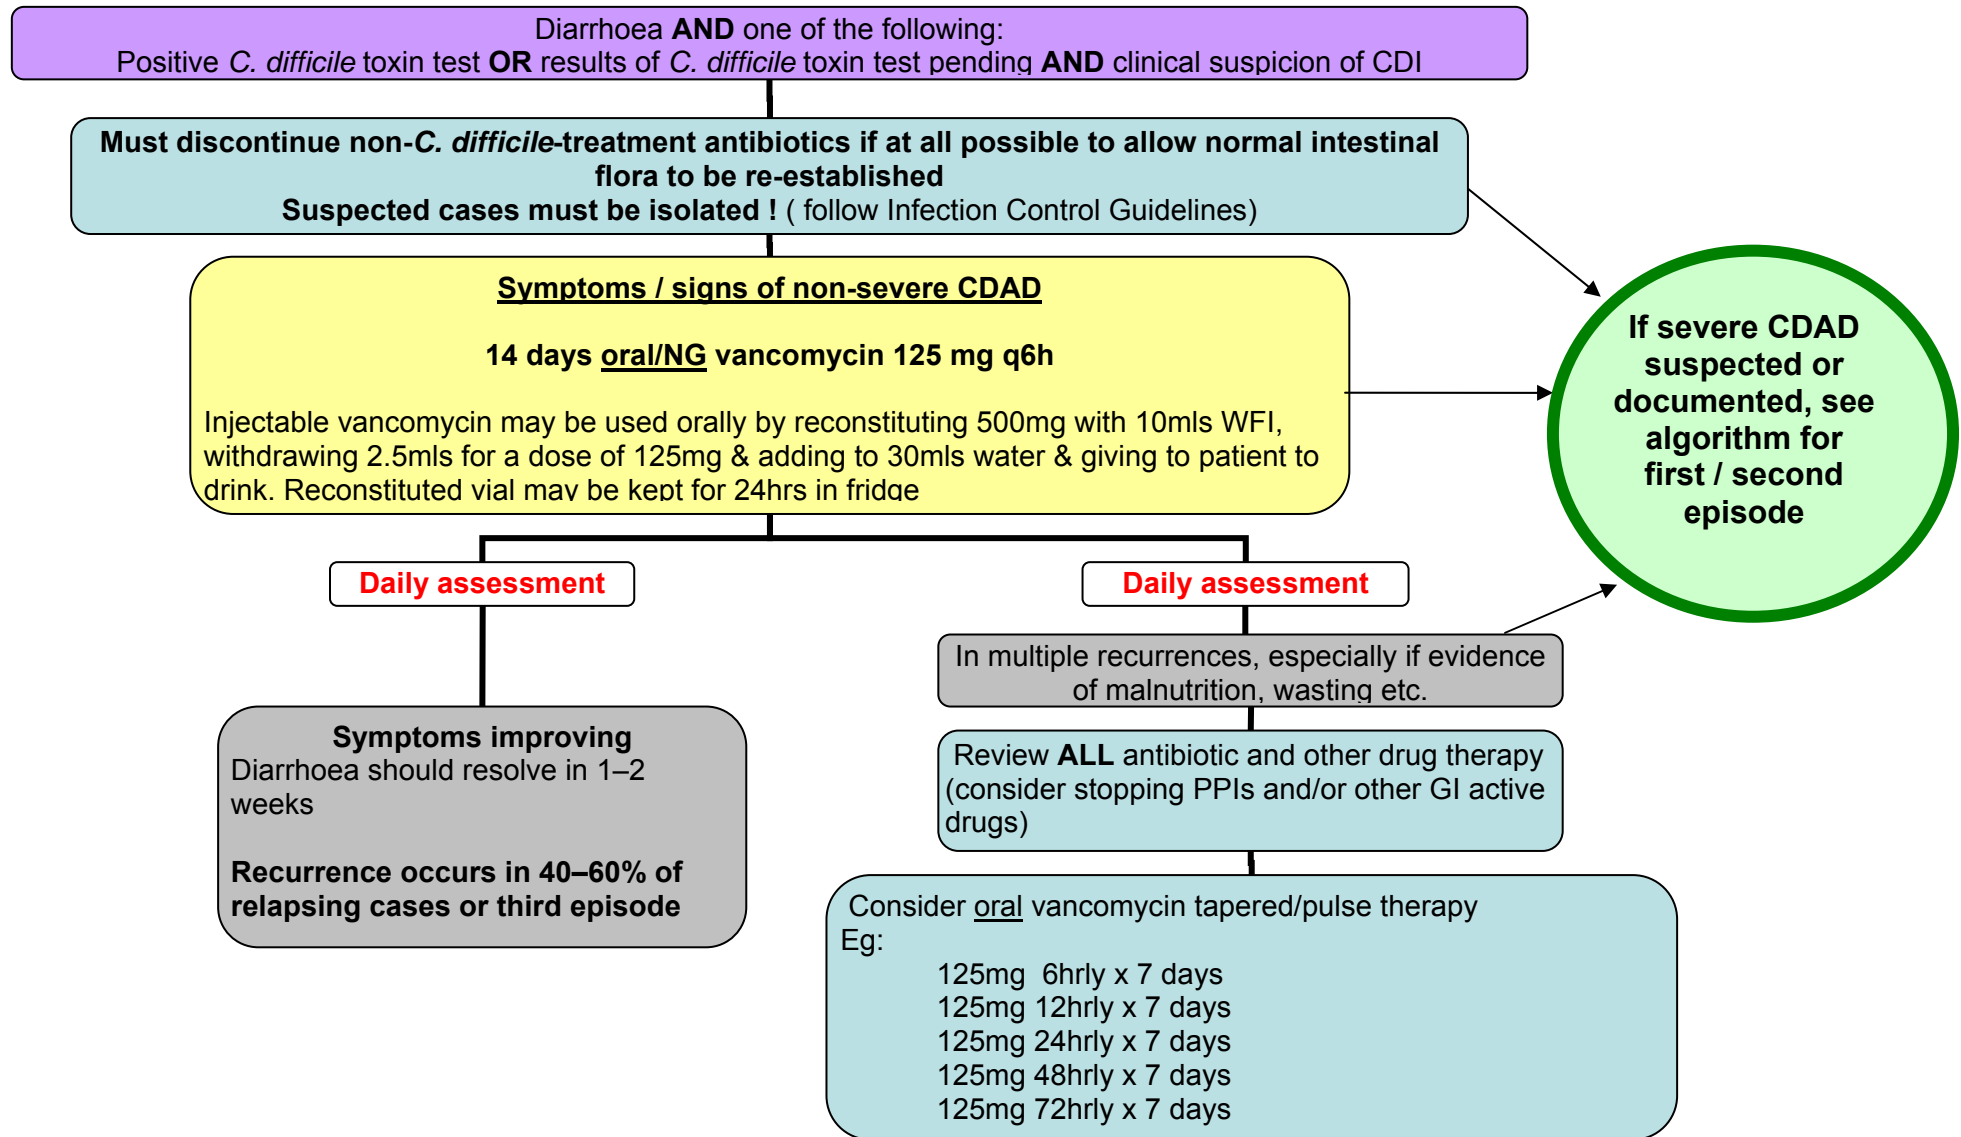 Diarrhoea AND one of the following:
Positive C. difficile toxin test OR results of C. difficile toxin test pending AND clinical suspicion of CDI
Must discontinue non-C. difficile-treatment antibiotics if at all possible to allow normal intestinal
flora to be re-established
Suspected cases must be isolated ! ( follow Infection Control Guidelines)
Symptoms / signs of non-severe CDAD
14 days oral/NG vancomycin 125 mg q6h
Injectable vancomycin may be used orally by reconstituting 500mg with 10mls WFI,
withdrawing 2.5mls for a dose of 125mg & adding to 30mls water & giving to patient to
drink. Reconstituted vial may be kept for 24hrs in fridge
If severe CDAD
suspected or
documented, see
algorithm for
first / second
episode
Daily assessment
Symptoms improving
Diarrhoea should resolve in 1–2
weeks
Recurrence occurs in 40–60% of
relapsing cases or third episode
Daily assessment
In multiple recurrences, especially if evidence
of malnutrition, wasting etc.
Review ALL antibiotic and other drug therapy
(consider stopping PPIs and/or other GI active
drugs)
Consider oral vancomycin tapered/pulse therapy
Eg:
125mg 6hrly x 7 days
125mg 12hrly x 7 days
125mg 24hrly x 7 days
125mg 48hrly x 7 days
125mg 72hrly x 7 days